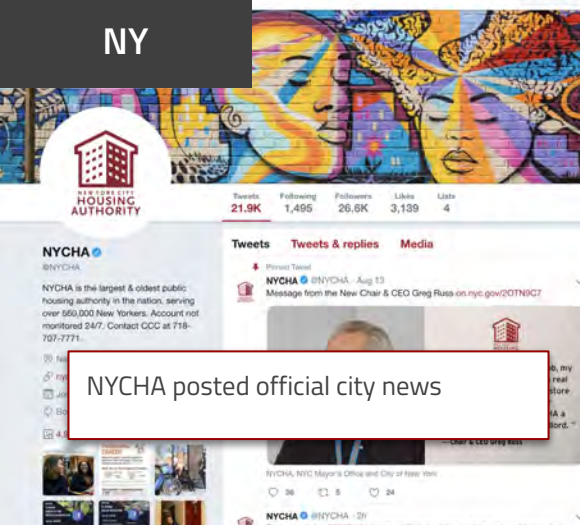 NY
NEW YORK CITY
HOUSING
AUTHORITY
Tweets Following Followers Likes Lists
21.9K 1,495 26.6K 3,139 4
NYCHA
@NYCHA
NYCHA is the largest & oldest public
housing authority in the nation, serving
over 560,000 New Yorkers. Account not
monitored 24/7. Contact CCC at 718-
707-7771.
Tweets Tweets & replies Media
Pinned Tweet
NYCHA @NYCHA · Aug 13
Message from the New Chair & CEO Greg Russ on.nyc.gov/2OTN9C7
NYCHA posted official city news
—Chair & CEO Greg Russ
NYCHA, NYC Mayor's Office and City of New York
36 5 24
NYCHA @NYCHA · 2h